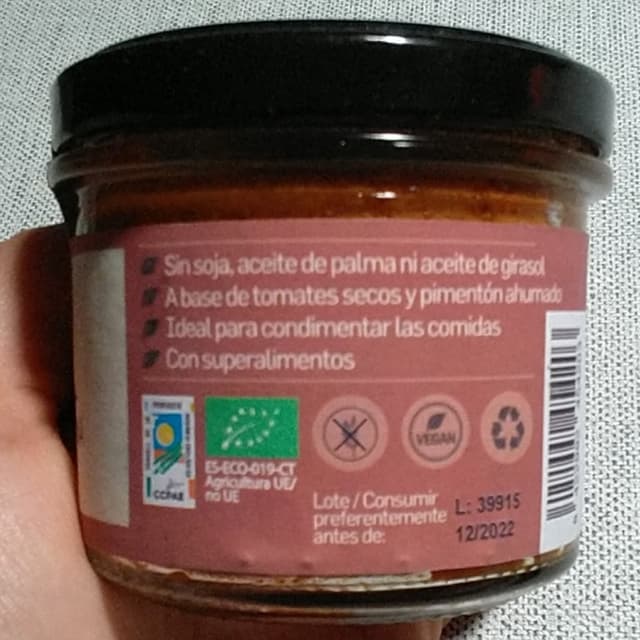 Sin soja, aceite de palma ni aceite de girasol
A base de tomates secos y pimentón ahumado
Ideal para condimentar las comidas
Con superalimentos
CCPAE
ES-ECO-019-CT
Agricultura UE/
no UE
VEGAN
Lote / Consumir
preferentemente
antes de:
L: 39915
12/2022